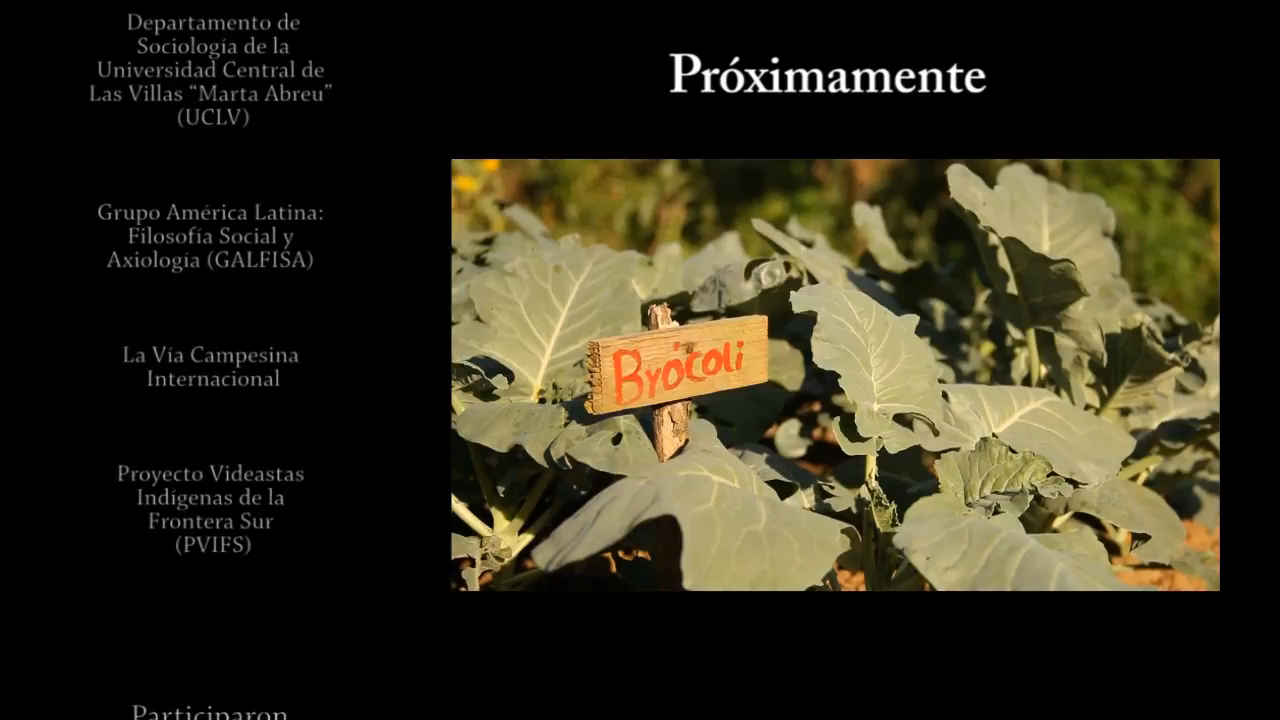 Departamento de
Sociología de la
Universidad Central de
Las Villas “Marta Abreu”
(UCLV)
Grupo América Latina:
Filosofía Social y
Axiología (GALFISA)
La Vía Campesina
Internacional
Proyecto Videastas
Indígenas de la
Frontera Sur
(PVIFS)
Participaron
Próximamente
Brócoli